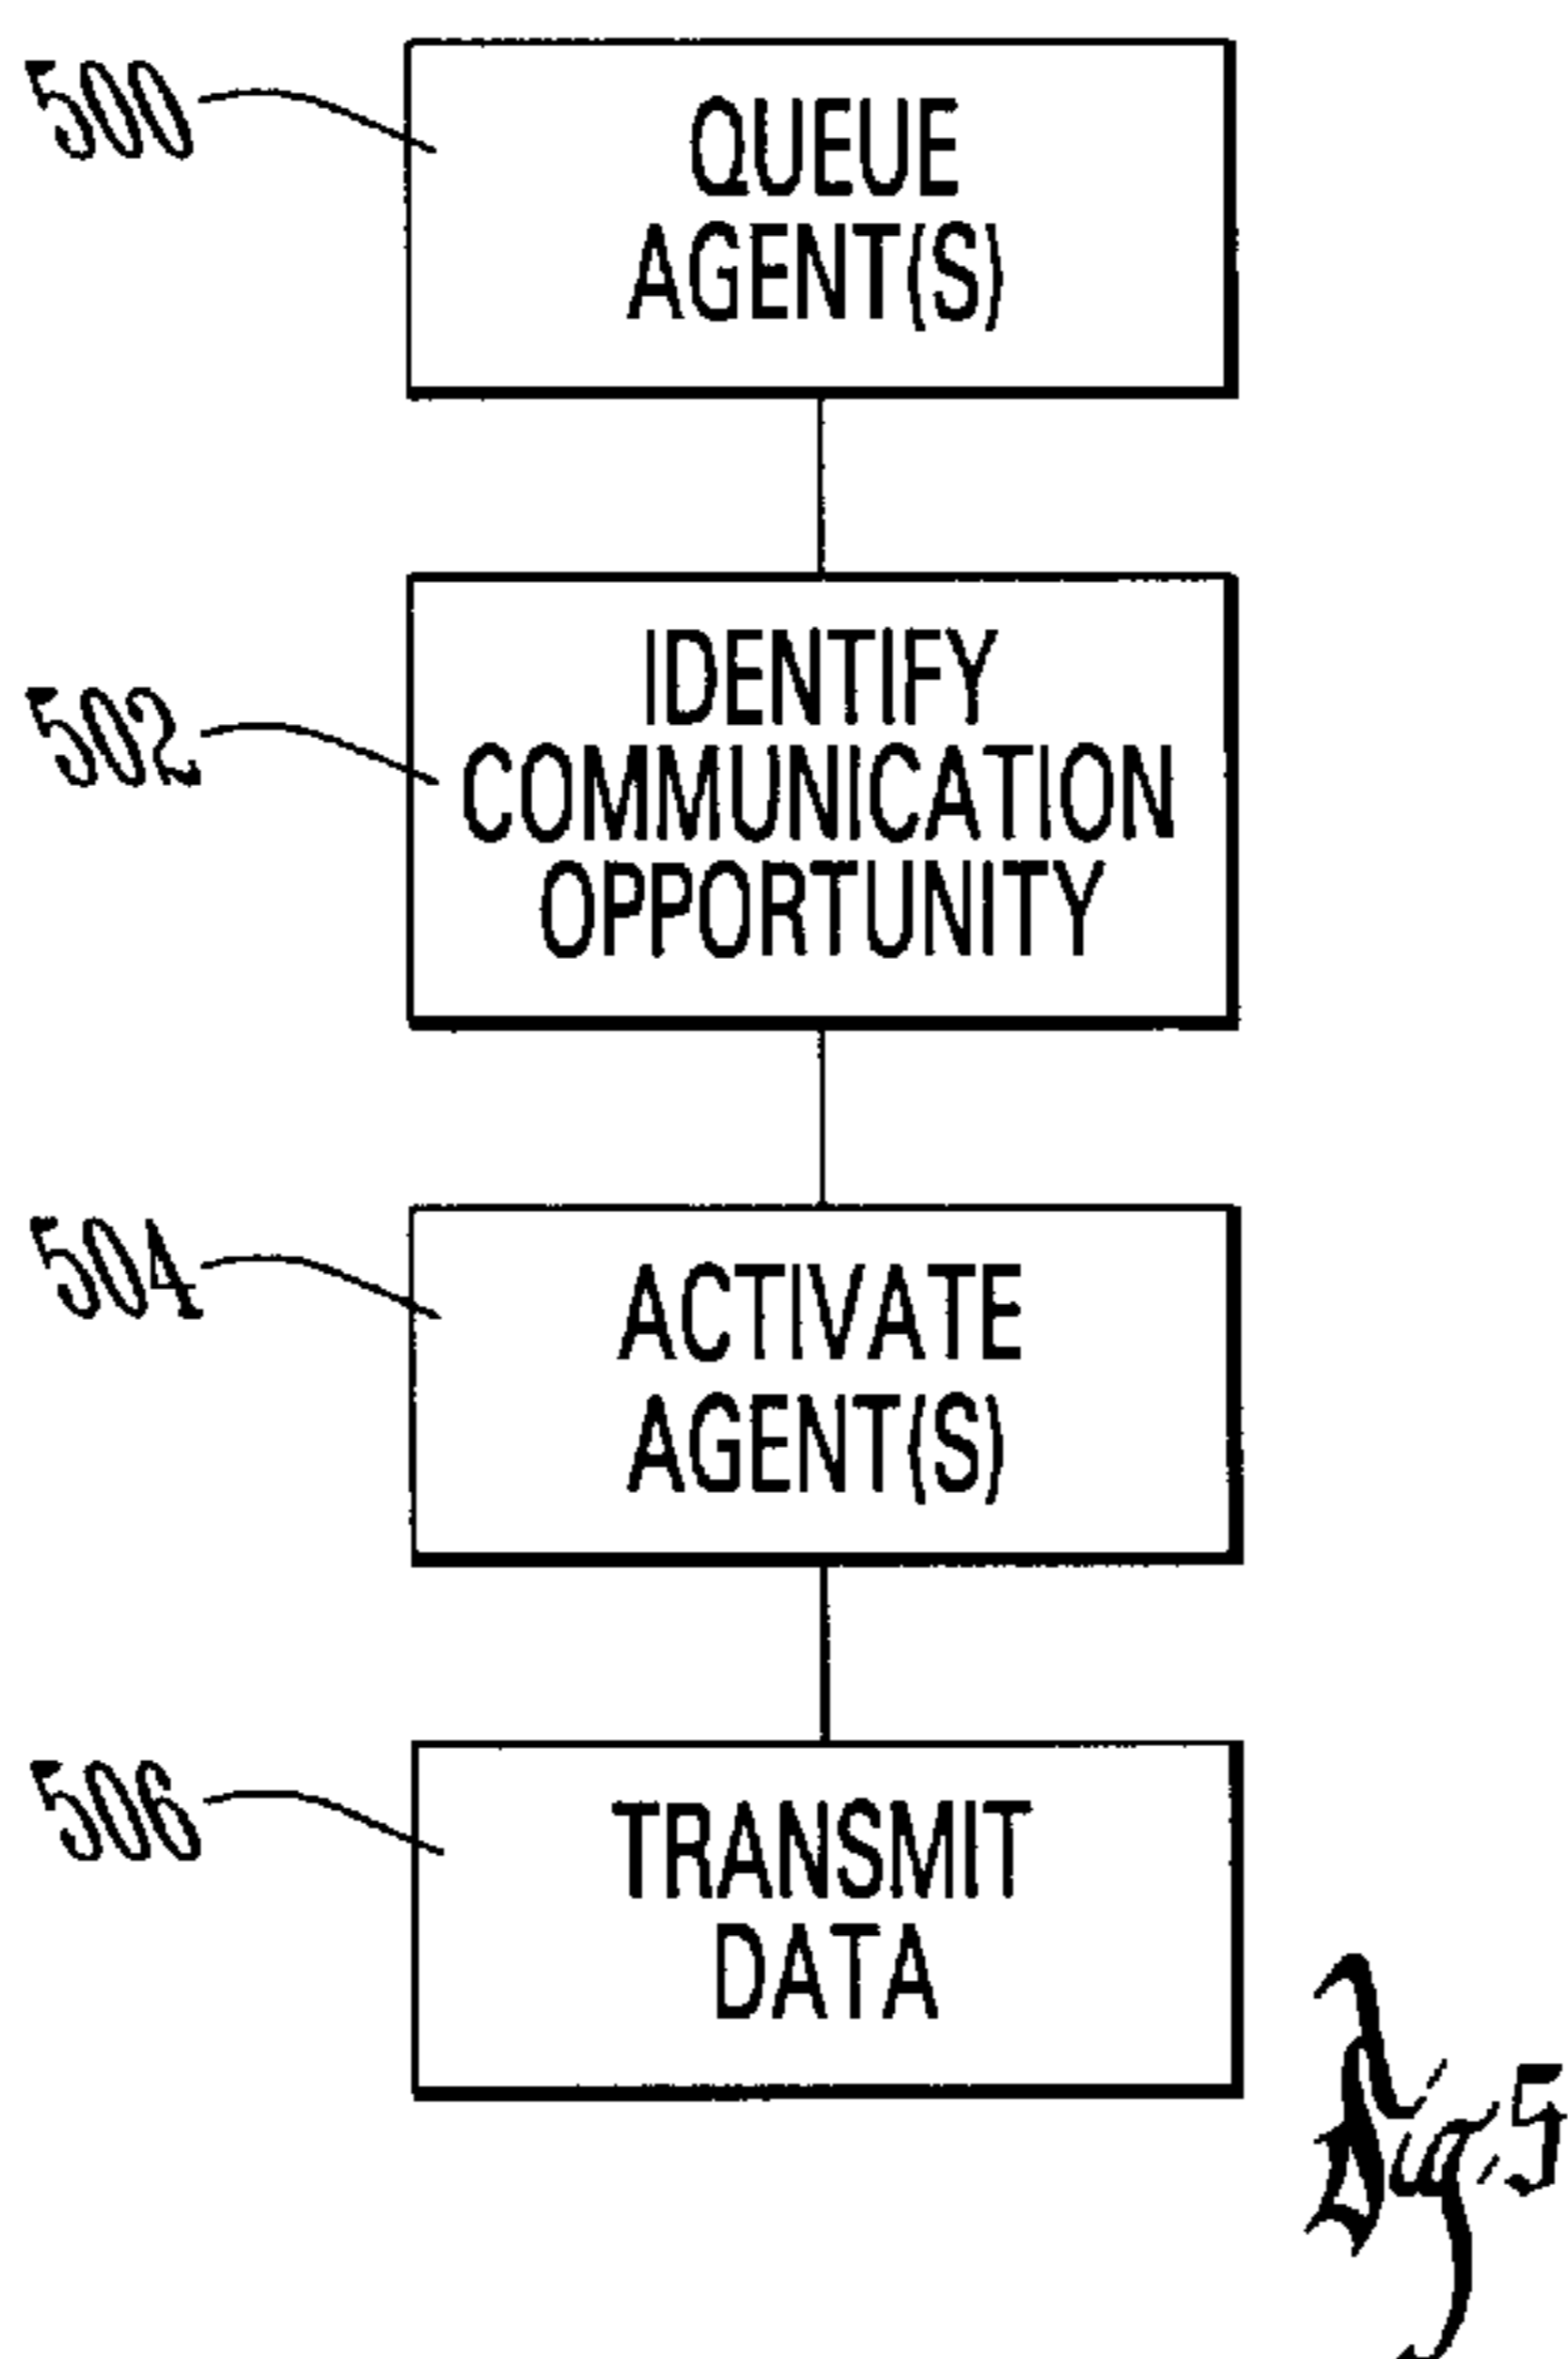 500
QUEUE
AGENT(S)
502
IDENTIFY
COMMUNICATION
OPPORTUNITY
504
ACTIVATE
AGENT(S)
506
TRANSMIT
DATA
Fig. 5